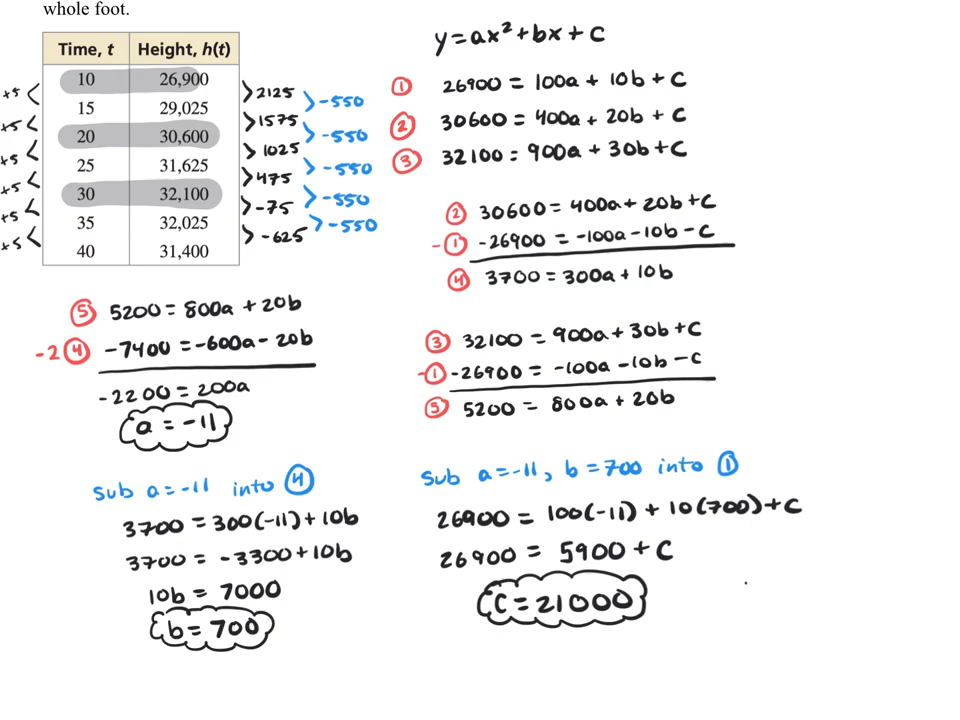 whole foot.
Time, t Height, h(t)
10 26,900
15 29,025
20 30,600
25 31,625
30 32,100
35 32,025
40 31,400
+5
+5
+5
+5
+5
+5
2125
1575
1025
475
-75
-625
-550
-550
-550
-550
-550
y = ax² + bx + c
① 26900 = 100a + 10b + c
② 30600 = 400a + 20b + c
③ 32100 = 900a + 30b + c
② 30600 = 400a + 20b + c
-① -26900 = -100a - 10b - c
④ 3700 = 300a + 10b
③ 32100 = 900a + 30b + c
-① -26900 = -100a - 10b - c
⑤ 5200 = 800a + 20b
⑤ 5200 = 800a + 20b
-2④ -7400 = -600a - 20b
-2200 = 200a
a = -11
sub a = -11 into ④
3700 = 300(-11) + 10b
3700 = -3300 + 10b
10b = 7000
b = 700
sub a = -11, b = 700 into ①
26900 = 100(-11) + 10(700) + c
26900 = 5900 + c
c = 21000